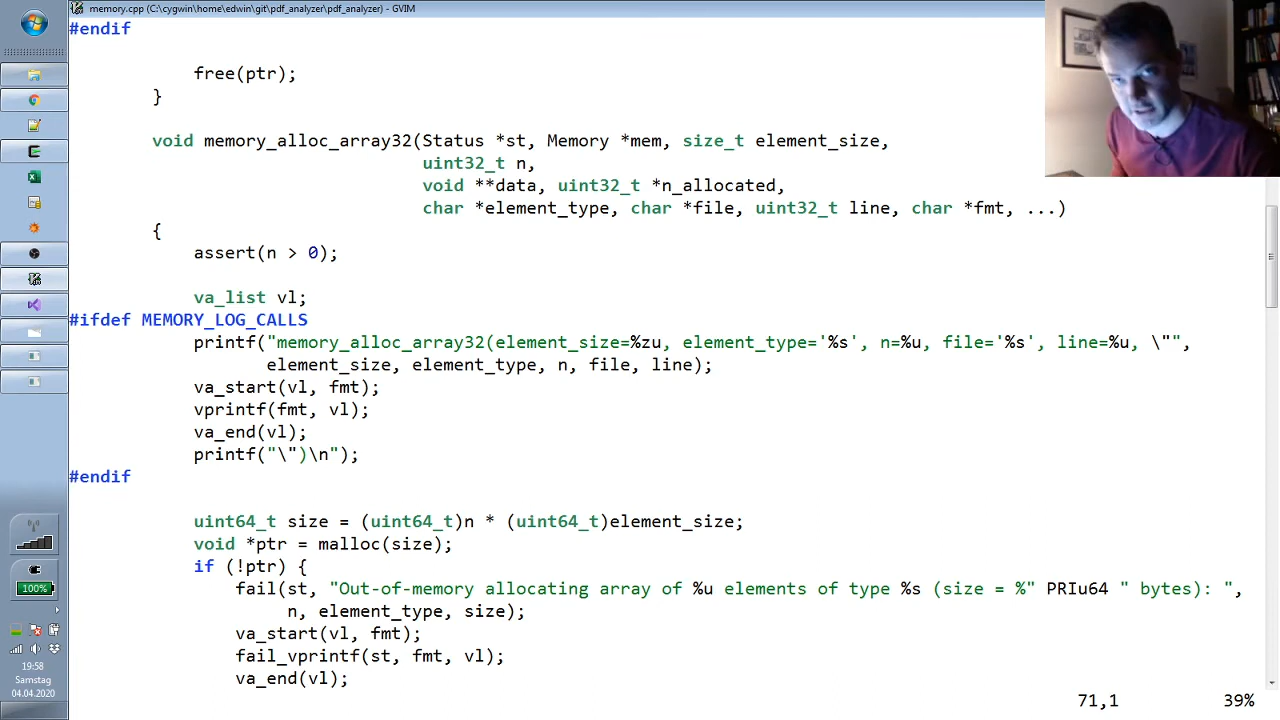 memory.cpp (C:\cygwin\home\edwin\git\pdf_analyzer\pdf_analyzer) - GVIM
#endif
free(ptr);
}
void memory_alloc_array32(Status *st, Memory *mem, size_t element_size,
uint32_t n,
void **data, uint32_t *n_allocated,
char *element_type, char *file, uint32_t line, char *fmt, ...)
{
assert(n > 0);
va_list vl;
#ifdef MEMORY_LOG_CALLS
printf("memory_alloc_array32(element_size=%zu, element_type='%s', n=%u, file='%s', line=%u, \"",
element_size, element_type, n, file, line);
va_start(vl, fmt);
vprintf(fmt, vl);
va_end(vl);
printf("\")\n");
#endif
uint64_t size = (uint64_t)n * (uint64_t)element_size;
void *ptr = malloc(size);
if (!ptr) {
fail(st, "Out-of-memory allocating array of %u elements of type %s (size = %" PRIu64 " bytes): ",
n, element_type, size);
va_start(vl, fmt);
fail_vprintf(st, fmt, vl);
va_end(vl);
71,1 39%
100%
19:58
Samstag
04.04.2020